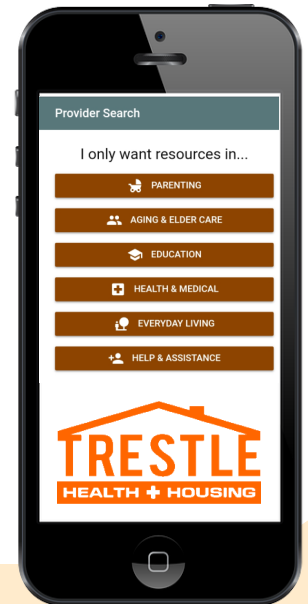 Provider Search
I only want resources in...
PARENTING
AGING & ELDER CARE
EDUCATION
HEALTH & MEDICAL
EVERYDAY LIVING
HELP & ASSISTANCE
TRESTLE
HEALTH + HOUSING